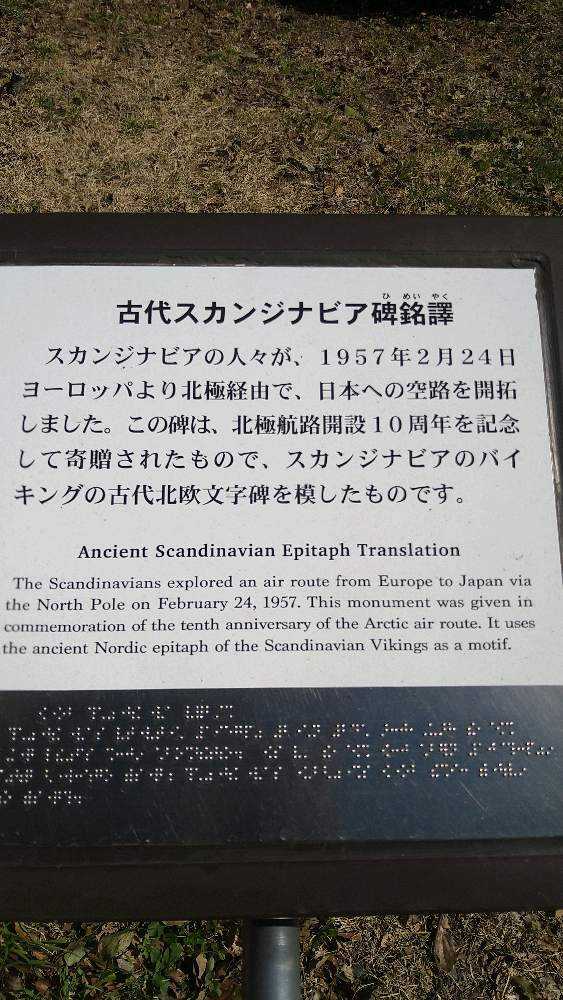 古代スカンジナビア碑銘譯
ひ めい やく
スカンジナビアの人々が、1957年2月24日
ヨーロッパより北極経由で、日本への空路を開拓
しました。この碑は、北極航路開設10周年を記念
して寄贈されたもので、スカンジナビアのバイ
キングの古代北欧文字碑を模したものです。
Ancient Scandinavian Epitaph Translation
The Scandinavians explored an air route from Europe to Japan via
the North Pole on February 24, 1957. This monument was given in
commemoration of the tenth anniversary of the Arctic air route. It uses
the ancient Nordic epitaph of the Scandinavian Vikings as a motif.